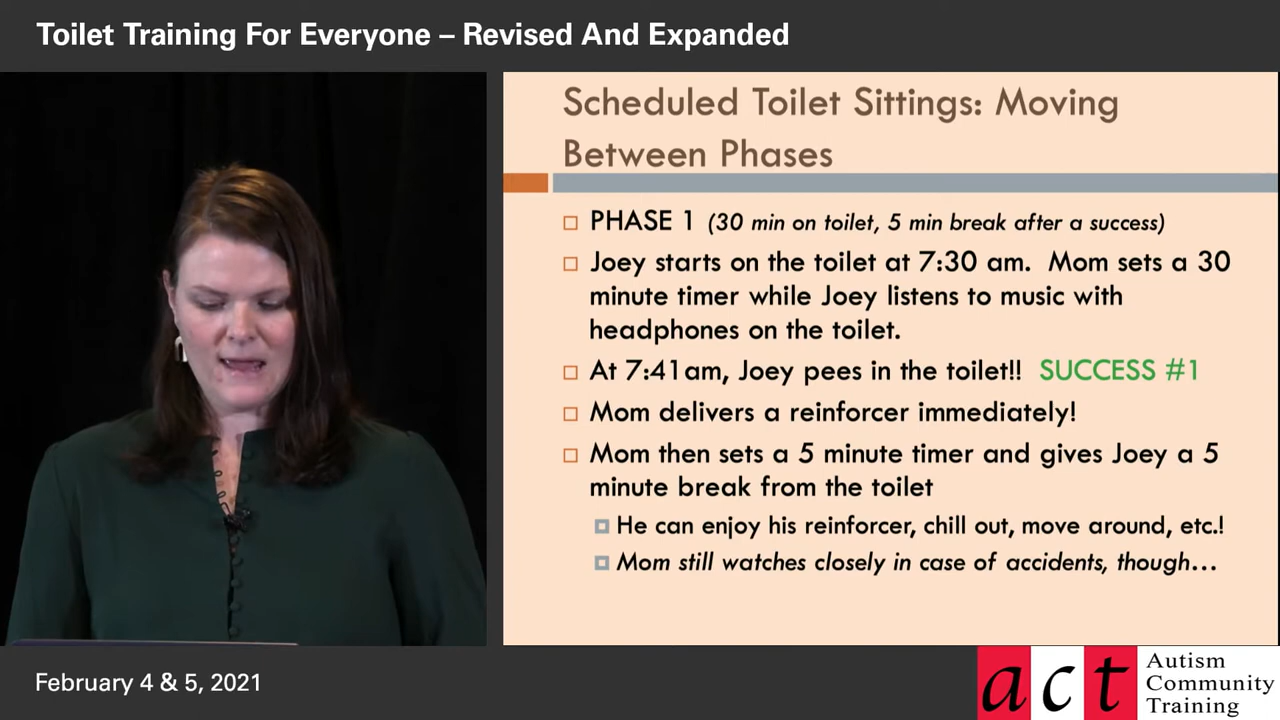 Toilet Training For Everyone – Revised And Expanded
Scheduled Toilet Sittings: Moving
Between Phases
PHASE 1 (30 min on toilet, 5 min break after a success)
Joey starts on the toilet at 7:30 am. Mom sets a 30
minute timer while Joey listens to music with
headphones on the toilet.
At 7:41am, Joey pees in the toilet!! SUCCESS #1
Mom delivers a reinforcer immediately!
Mom then sets a 5 minute timer and gives Joey a 5
minute break from the toilet
He can enjoy his reinforcer, chill out, move around, etc.!
Mom still watches closely in case of accidents, though...
February 4 & 5, 2021
act
Autism
Community
Training